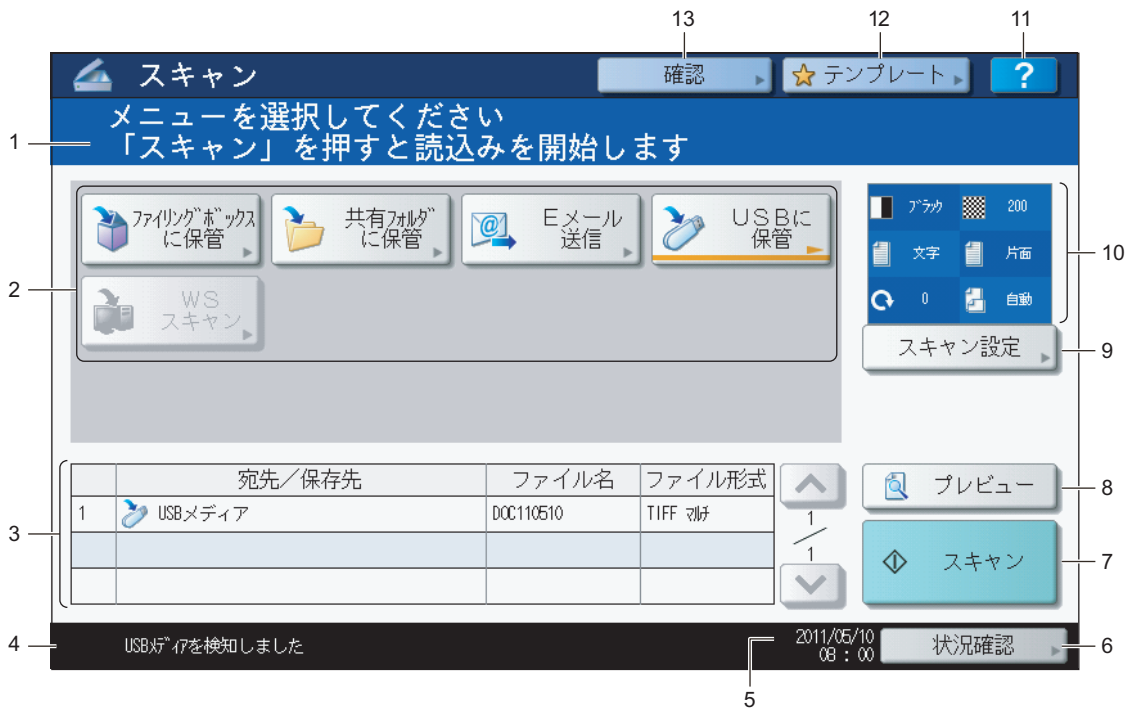 13
12
11
スキャン
確認
テンプレート
?
1
メニューを選択してください
「スキャン」を押すと読込みを開始します
2
ファイリングボックス
に保管
共有フォルダ
に保管
Eメール
送信
USBに
保管
WS
スキャン
ブラック
200
文字
片面
0
自動
10
スキャン設定
9
3
宛先／保存先
ファイル名
ファイル形式
1
USBメディア
DOC110510
TIFF マルチ
1
1
プレビュー
8
スキャン
7
4
USBメディアを検知しました
2011/05/10
08:00
5
状況確認
6